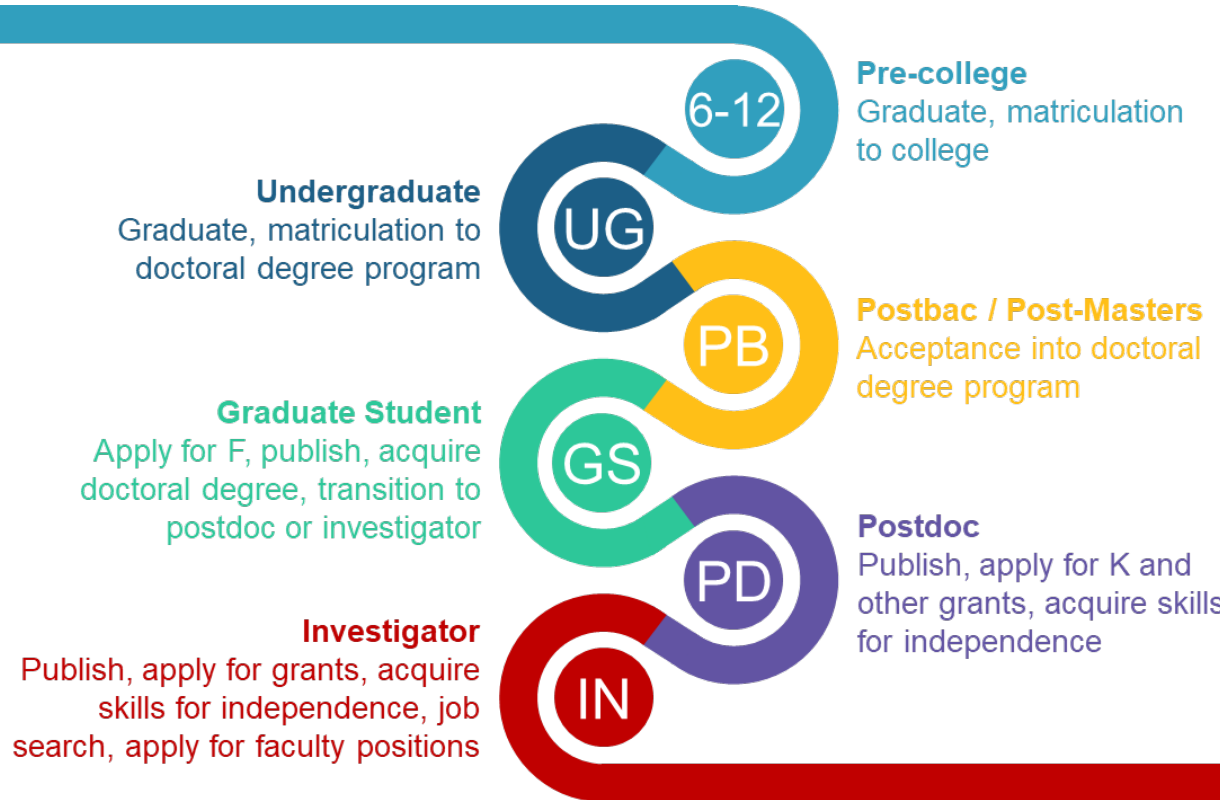 6-12
Pre-college
Graduate, matriculation
to college
UG
Undergraduate
Graduate, matriculation to
doctoral degree program
PB
Postbac / Post-Masters
Acceptance into doctoral
degree program
GS
Graduate Student
Apply for F, publish, acquire
doctoral degree, transition to
postdoc or investigator
PD
Postdoc
Publish, apply for K and
other grants, acquire skills
for independence
IN
Investigator
Publish, apply for grants, acquire
skills for independence, job
search, apply for faculty positions